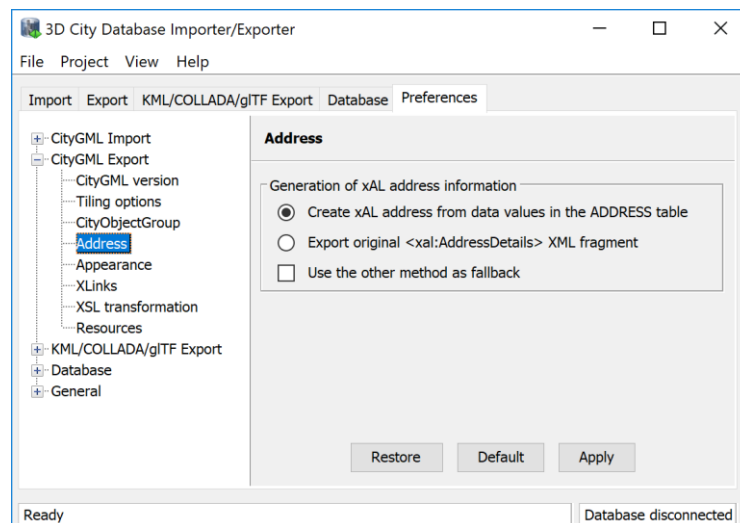 3D City Database Importer/Exporter
File Project View Help
Import Export KML/COLLADA/glTF Export Database Preferences
CityGML Import
CityGML Export
CityGML version
Tiling options
CityObjectGroup
Address
Appearance
XLinks
XSL transformation
Resources
KML/COLLADA/glTF Export
Database
General
Address
Generation of xAL address information
Create xAL address from data values in the ADDRESS table
Export original <xal:AddressDetails> XML fragment
Use the other method as fallback
Restore Default Apply
Ready Database disconnected